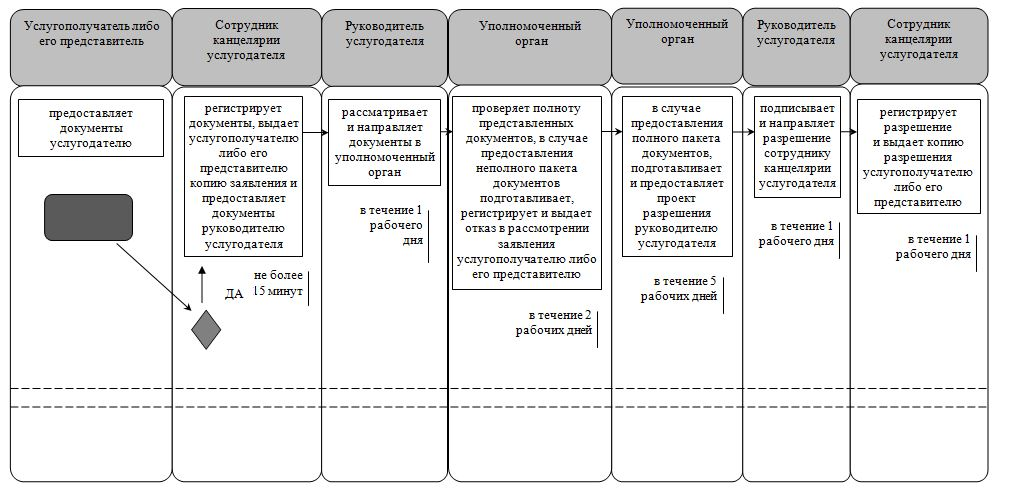 Услугополучатель либо
его представитель
Сотрудник
канцелярии
услугодателя
Руководитель
услугодателя
Уполномоченный
орган
Уполномоченный
орган
Руководитель
услугодателя
Сотрудник
канцелярии
услугодателя
предоставляет
документы
услугодателю
регистрирует
документы, выдает
услугополучателю
либо его
представителю
копию заявления и
предоставляет
документы
руководителю
услугодателя
не более
15 минут
ДА
рассматривает
и направляет
документы в
уполномоченный
орган
в течение 1
рабочего
дня
проверяет полноту
представленных
документов, в случае
предоставления
неполного пакета
документов
подготавливает,
регистрирует и выдает
отказ в рассмотрении
заявления
услугополучателю либо
его представителю
в течение 2
рабочих дней
в случае
предоставления
полного пакета
документов,
подготавливает
и предоставляет
проект
разрешения
руководителю
услугодателя
в течение 5
рабочих дней
подписывает
и направляет
разрешение
сотруднику
канцелярии
услугодателя
в течение 1
рабочего дня
регистрирует
разрешение
и выдает копию
разрешения
услугополучателю
либо его
представителю
в течение 1
рабочего дня